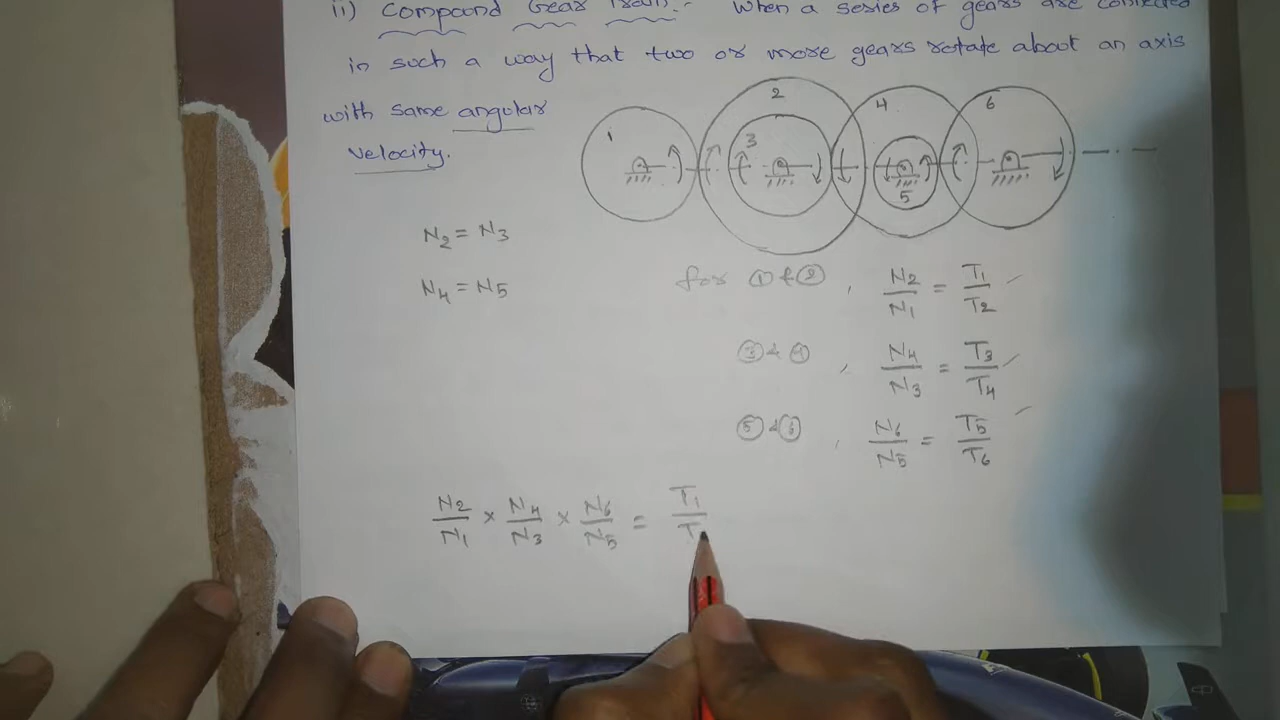 ii) Compound Gear Train:- When a series of gears are connected
in such a way that two or more gears rotate about an axis
with same angular
velocity.
1 2 3 4 5 6
N2 = N3
N4 = N5
for ① & ② , N2/N1 = T1/T2
③ & ④ , N4/N3 = T3/T4
⑤ & ⑥ , N6/N5 = T5/T6
N2/N1 × N4/N3 × N6/N5 = T1/T